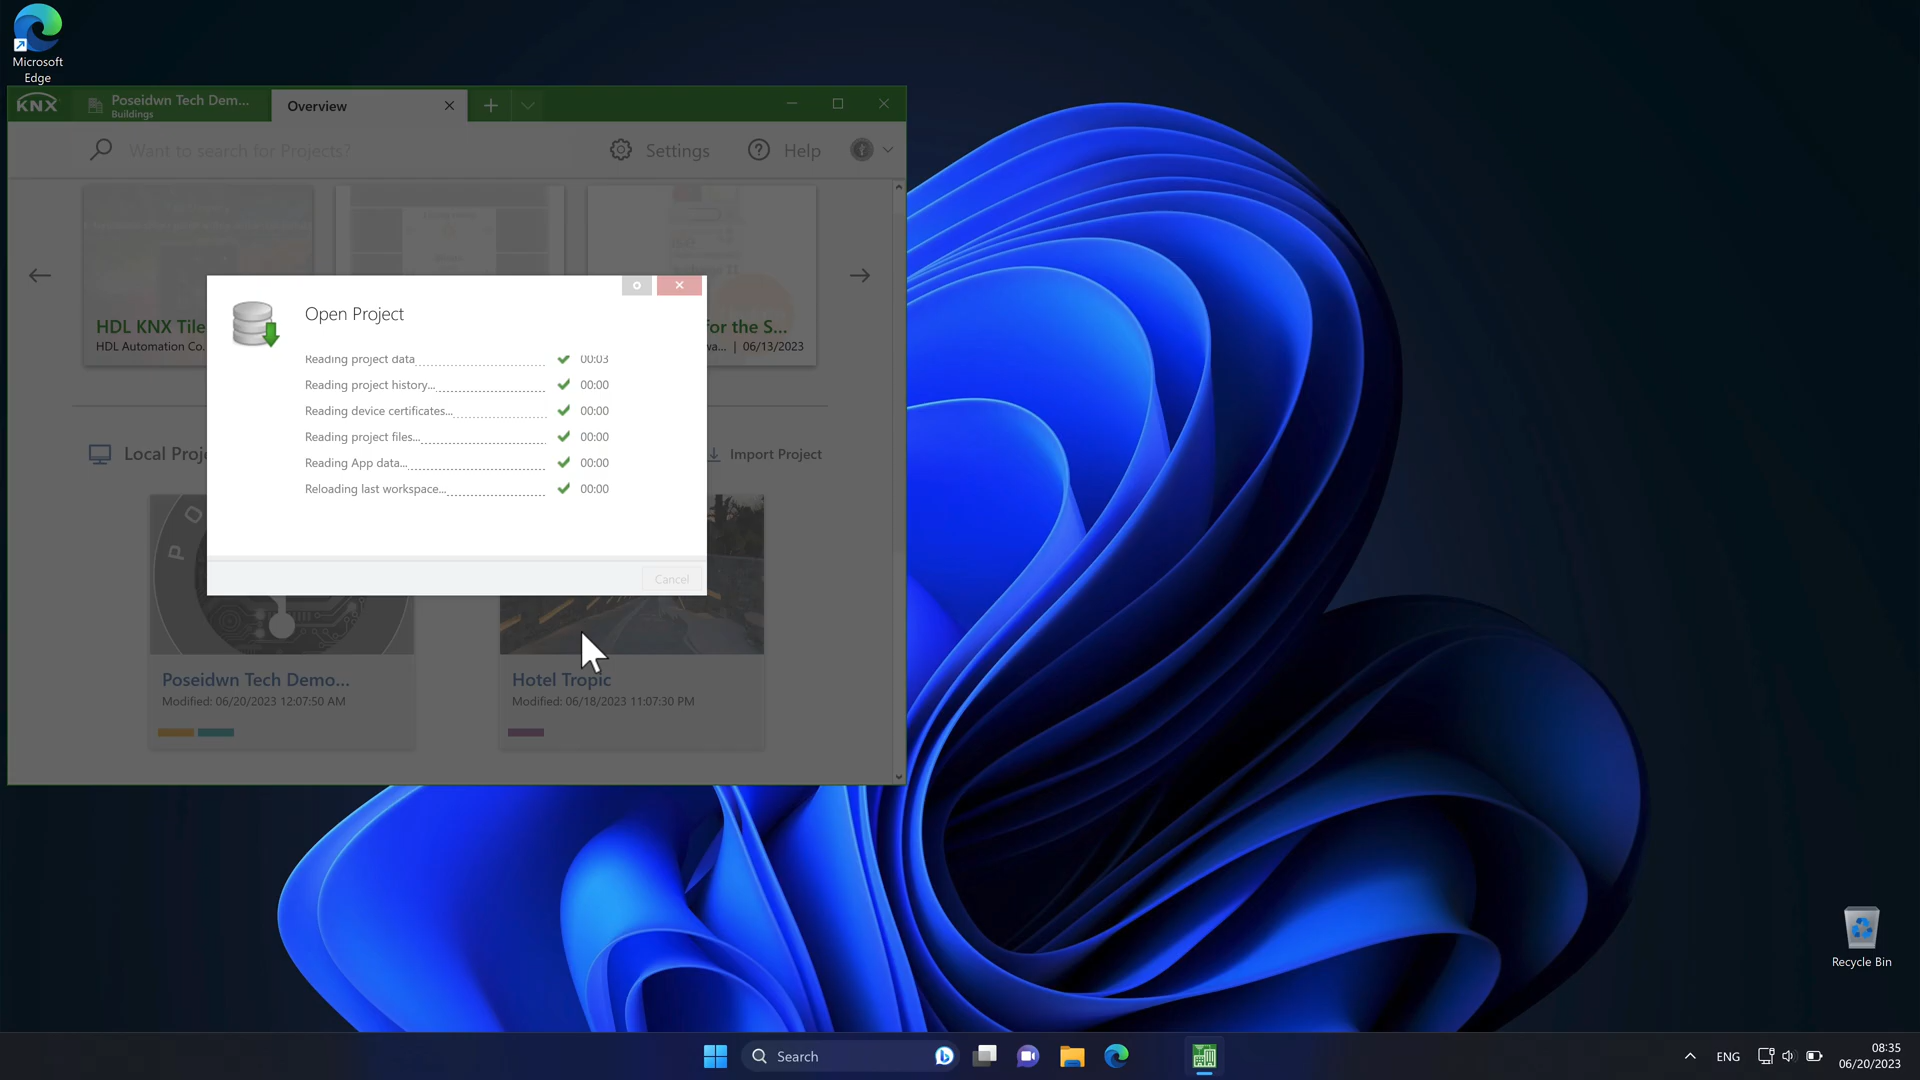 Microsoft
Edge
KNX
Poseidwn Tech Dem...
Buildings
Overview
Want to search for Projects?
Settings
Help
HDL KNX Tile
HDL Automation Co.
for the S...
wa... | 06/13/2023
Open Project
Reading project data 00:03
Reading project history... 00:00
Reading device certificates... 00:00
Reading project files... 00:00
Reading App data... 00:00
Reloading last workspace... 00:00
Cancel
Local Proje
Import Project
Poseidwn Tech Demo...
Modified: 06/20/2023 12:07:50 AM
Hotel Tropic
Modified: 06/18/2023 11:07:30 PM
Recycle Bin
Search
ENG
08:35
06/20/2023